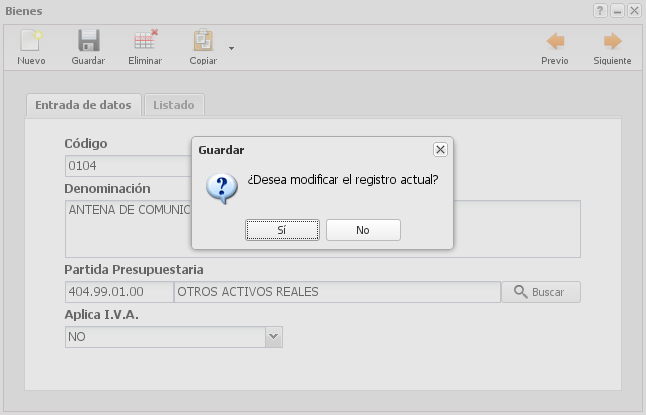 Bienes
Nuevo Guardar Eliminar Copiar Previo Siguiente
Entrada de datos Listado
Código
0104
Guardar
¿Desea modificar el registro actual?
Sí No
Denominación
ANTENA DE
Partida Presupuestaria
404.99.01.00 OTROS ACTIVOS REALES Buscar
Aplica I.V.A.
NO